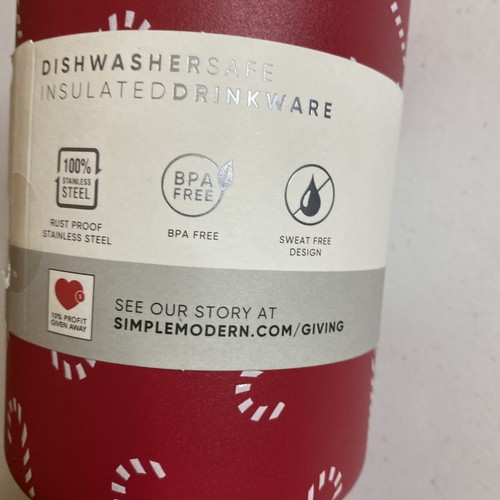 DISHWASHERSAFE
INSULATEDDRINKWARE
100%
STAINLESS
STEEL
RUST PROOF
STAINLESS STEEL
BPA
FREE
BPA FREE
SWEAT FREE
DESIGN
10% PROFIT
GIVEN AWAY
SEE OUR STORY AT
SIMPLEMODERN.COM/GIVING